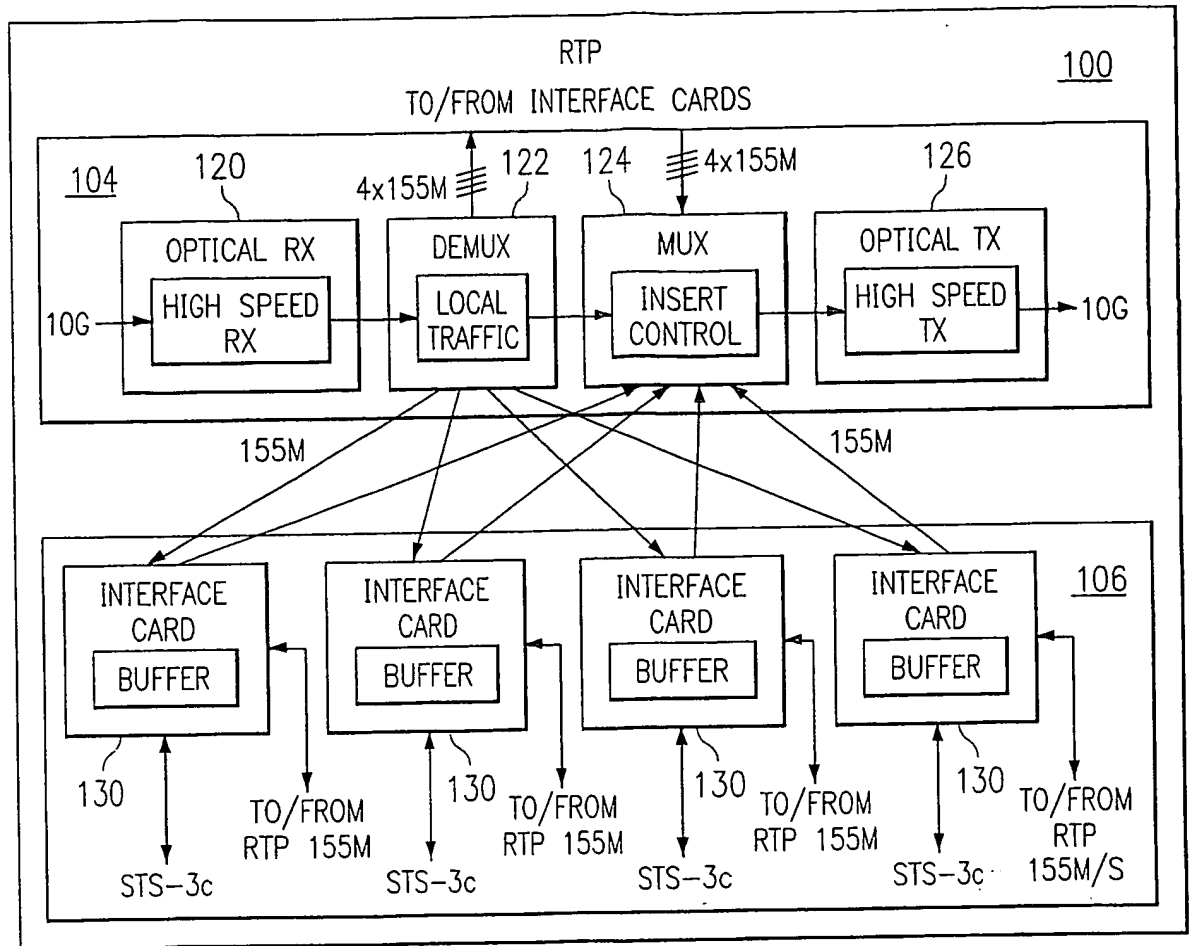 RTP
100
TO/FROM INTERFACE CARDS
104
120
4x155M
122
124
4x155M
126
OPTICAL RX
DEMUX
MUX
OPTICAL TX
10G
HIGH SPEED
RX
LOCAL
TRAFFIC
INSERT
CONTROL
HIGH SPEED
TX
10G
155M
155M
106
INTERFACE
CARD
BUFFER
INTERFACE
CARD
BUFFER
INTERFACE
CARD
BUFFER
INTERFACE
CARD
BUFFER
130
TO/FROM
RTP 155M
STS-3c
130
TO/FROM
RTP 155M
STS-3c
130
TO/FROM
RTP 155M
STS-3c
130
TO/FROM
RTP
155M/S
STS-3c